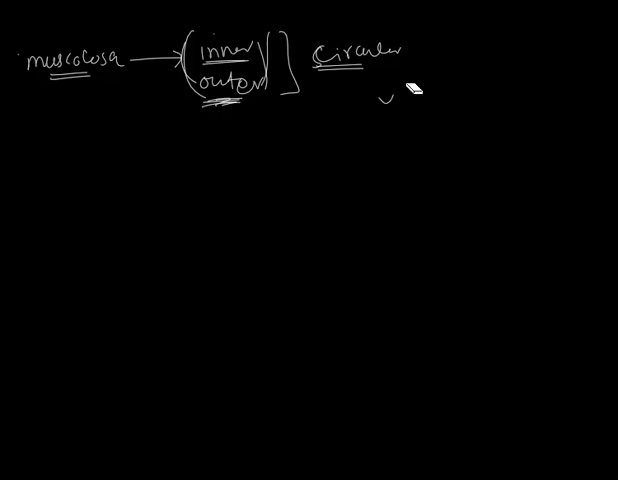 muscolosa → (inner) ] circular
(outer)